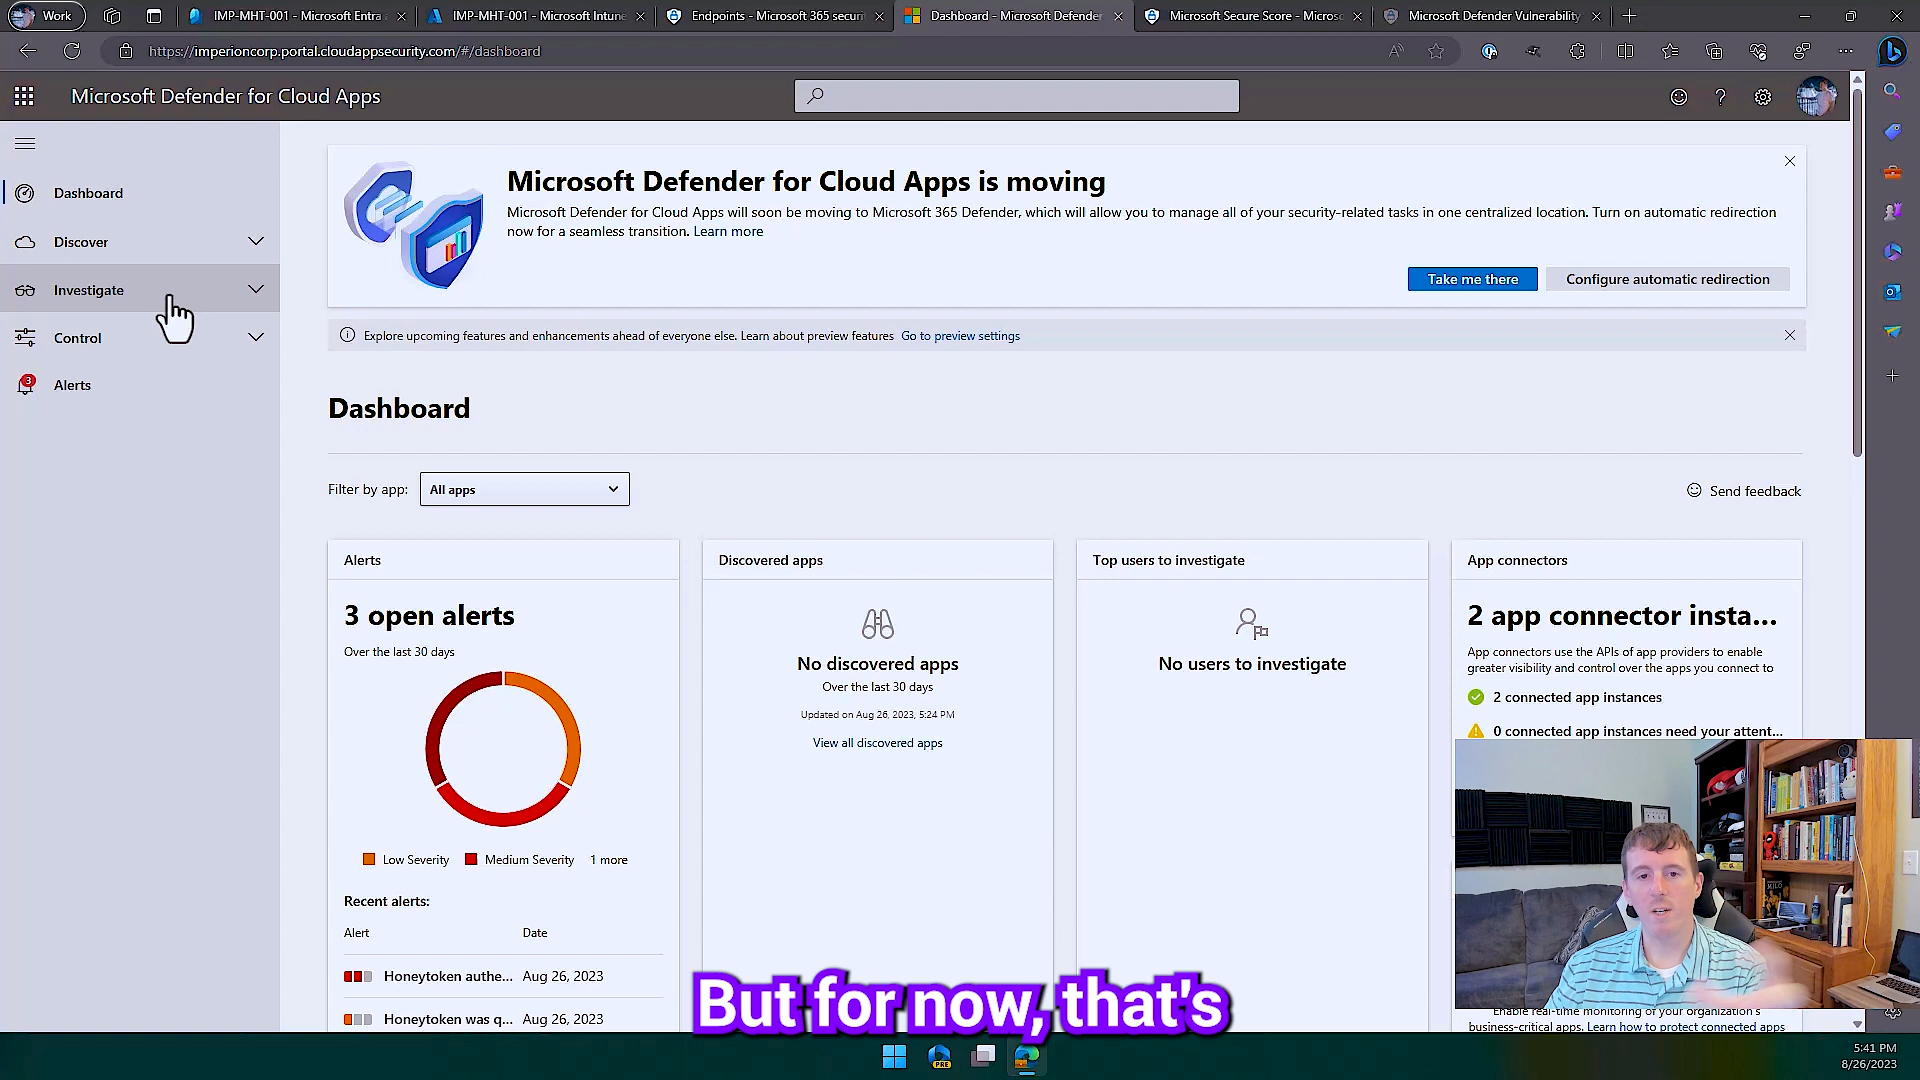 Work
IMP-MHT-001 - Microsoft Entra
IMP-MHT-001 - Microsoft Intune
Endpoints - Microsoft 365 securi
Dashboard - Microsoft Defender
Microsoft Secure Score - Micros
Microsoft Defender Vulnerability
https://imperioncorp.portal.cloudappsecurity.com/#/dashboard
Microsoft Defender for Cloud Apps
Dashboard
Discover
Investigate
Control
3
Alerts
Microsoft Defender for Cloud Apps is moving
Microsoft Defender for Cloud Apps will soon be moving to Microsoft 365 Defender, which will allow you to manage all of your security-related tasks in one centralized location. Turn on automatic redirection
now for a seamless transition. Learn more
Take me there
Configure automatic redirection
Explore upcoming features and enhancements ahead of everyone else. Learn about preview features Go to preview settings
Dashboard
Filter by app:
All apps
Send feedback
Alerts
3 open alerts
Over the last 30 days
Low Severity
Medium Severity
1 more
Recent alerts:
Alert Date
Honeytoken authe... Aug 26, 2023
Honeytoken was q... Aug 26, 2023
Discovered apps
No discovered apps
Over the last 30 days
Updated on Aug 26, 2023, 5:24 PM
View all discovered apps
Top users to investigate
No users to investigate
App connectors
2 app connector insta...
App connectors use the APIs of app providers to enable
greater visibility and control over the apps you connect to
2 connected app instances
0 connected app instances need your attent...
Enable real-time monitoring of your organization's
business-critical apps. Learn how to protect connected apps
But for now, that's
PRE
5:41 PM
8/26/2023